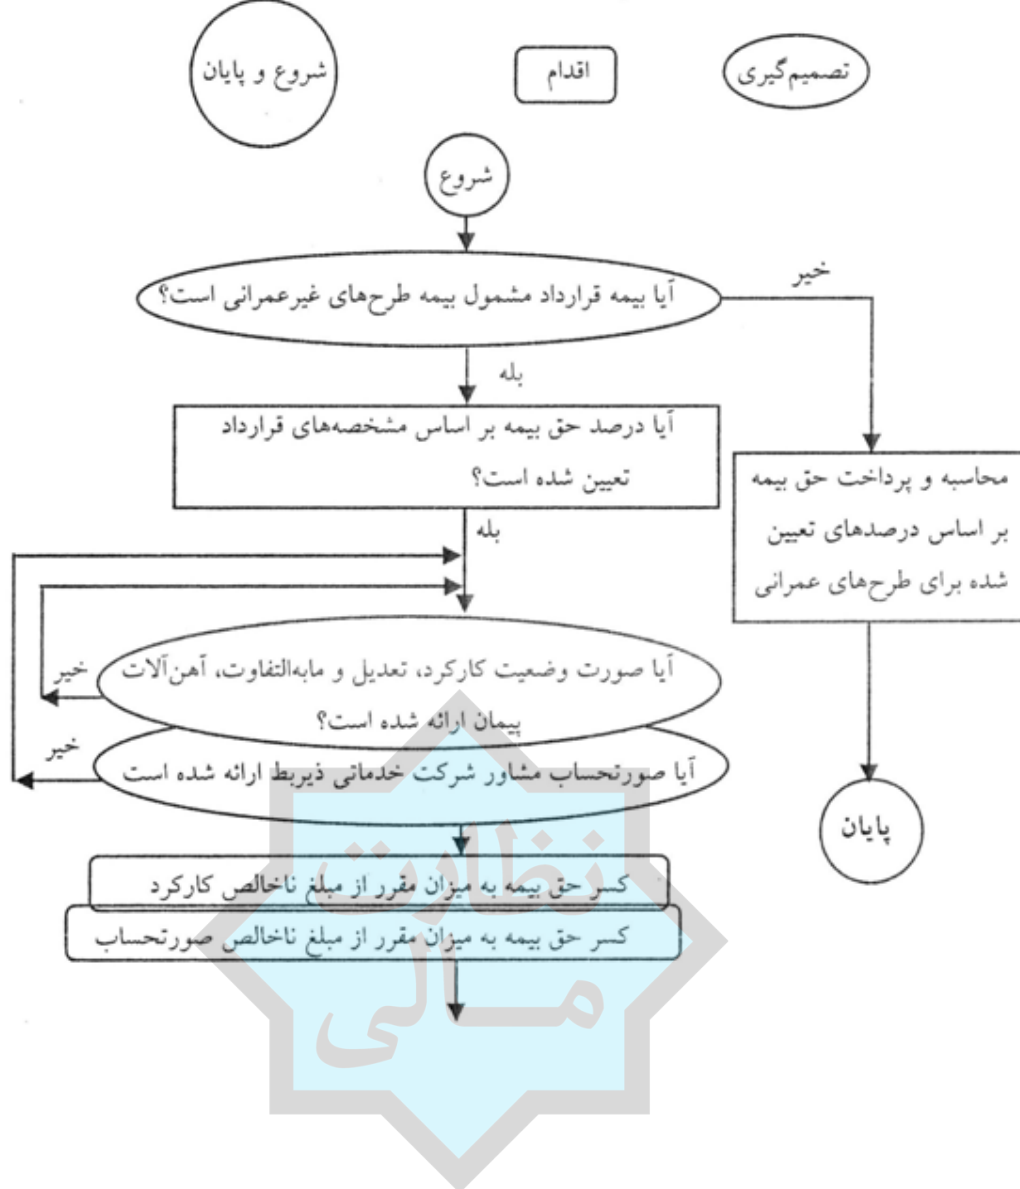 تصمیم‌گیری
اقدام
شروع و پایان
شروع
آیا بیمه قرارداد مشمول بیمه طرح‌های غیرعمرانی است؟
خیر
بله
آیا درصد حق بیمه بر اساس مشخصه‌های قرارداد
تعیین شده است؟
محاسبه و پرداخت حق بیمه
بر اساس درصدهای تعیین
شده برای طرح‌های عمرانی
بله
آیا صورت وضعیت کارکرد، تعدیل و مابه‌التفاوت، آهن‌آلات
پیمان ارائه شده است؟
خیر
آیا صورتحساب مشاور شرکت خدماتی ذیربط ارائه شده است
خیر
پایان
کسر حق بیمه به میزان مقرر از مبلغ ناخالص کارکرد
کسر حق بیمه به میزان مقرر از مبلغ ناخالص صورتحساب
نظارت
مالی